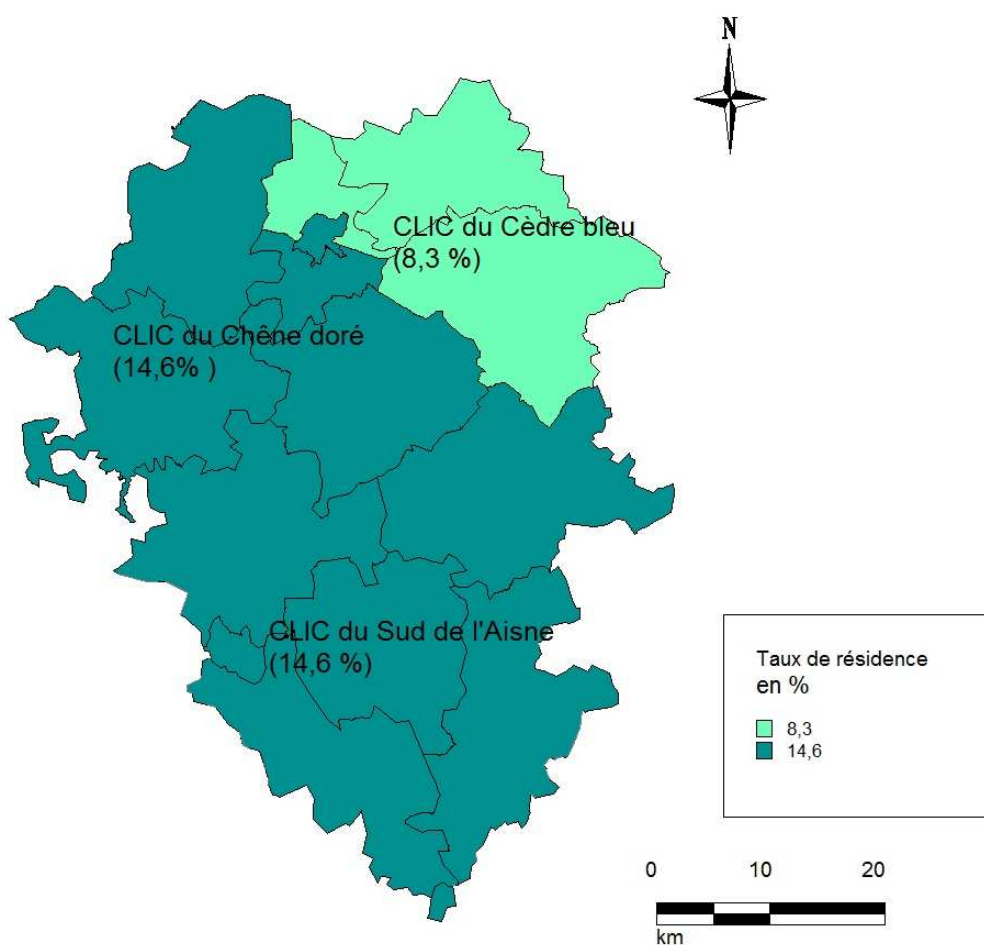 N
CLIC du Cèdre bleu
(8,3 %)
CLIC du Chêne doré
(14,6% )
CLIC du Sud de l'Aisne
(14,6 %)
Taux de résidence
en %
8,3
14,6
0 10 20
km